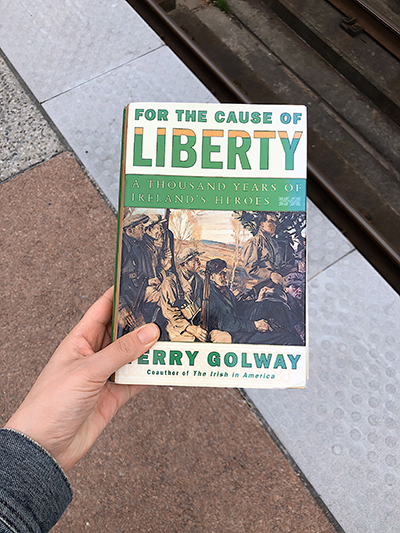 FOR THE CAUSE OF
LIBERTY
A THOUSAND YEARS OF
IRELAND'S HEROES
ERRY GOLWAY
Coauthor of The Irish in America